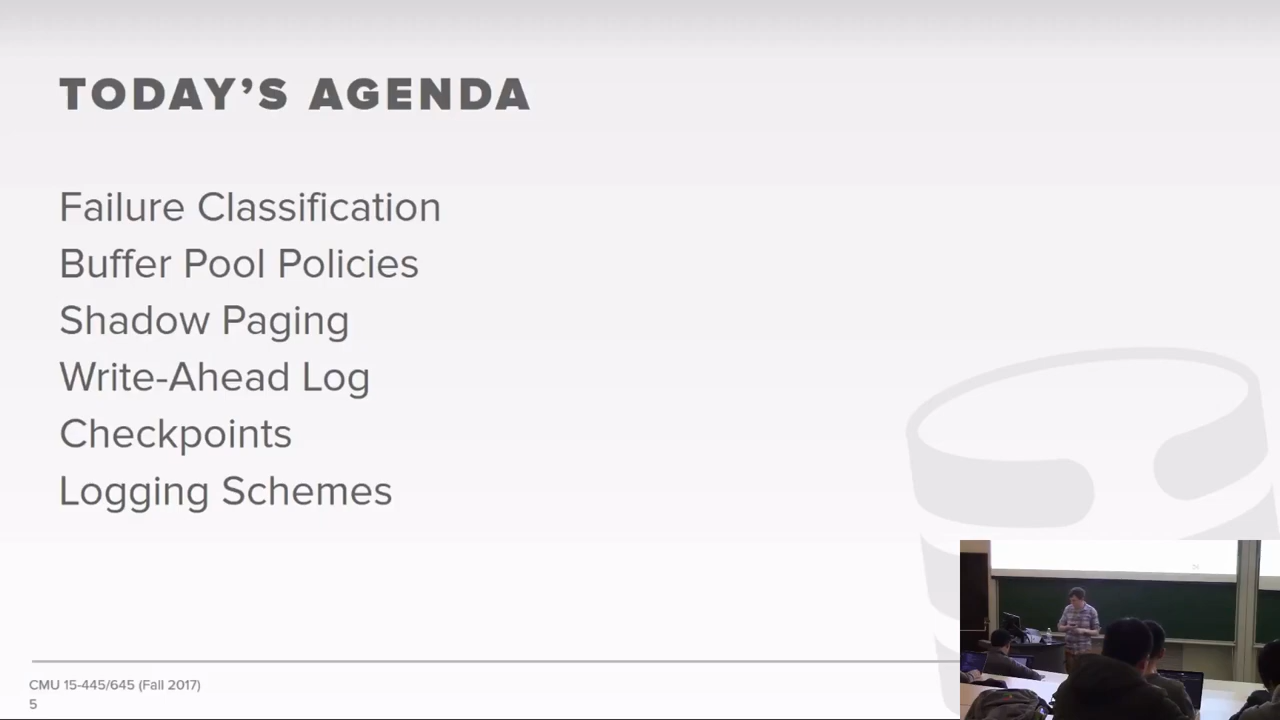 TODAY'S AGENDA
Failure Classification
Buffer Pool Policies
Shadow Paging
Write-Ahead Log
Checkpoints
Logging Schemes
CMU 15-445/645 (Fall 2017)
5